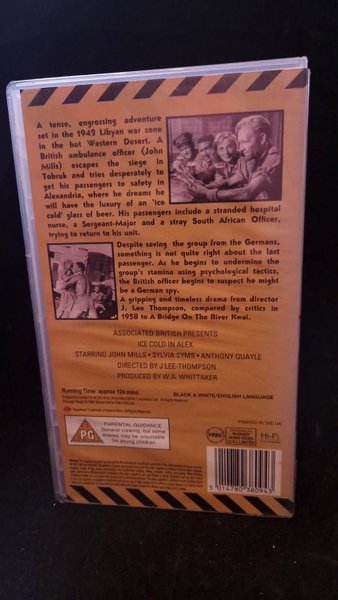 A tense, engrossing adventure
set in the 1942 Libyan war zone
in the hot Western Desert. A
British ambulance officer (John
Mills) escapes the siege in
Tobruk and tries desperately to
get his passengers to safety in
Alexandria, where he dreams he
will have the luxury of an 'ice
cold' glass of beer. His passengers include a stranded hospital
nurse, a Sergeant-Major and a stray South African Officer,
trying to return to his unit.
Despite saving the group from the Germans,
something is not quite right about the last
passenger. As he begins to undermine the
group's stamina using psychological tactics,
the British officer begins to suspect he might
be a German spy.
A gripping and timeless drama from director
J. Lee Thompson, compared by critics in
1958 to A Bridge On The River Kwai.
ASSOCIATED BRITISH PRESENTS
ICE COLD IN ALEX
STARRING JOHN MILLS • SYLVIA SYMS • ANTHONY QUAYLE
DIRECTED BY J LEE-THOMPSON
PRODUCED BY W.A. WHITTAKER
Running Time: approx 124 mins
BLACK & WHITE/ENGLISH LANGUAGE
PRINTED IN THE UK
PG
PARENTAL GUIDANCE
General viewing, but some
scenes may be unsuitable
for young children.
VPRC
WARNER
HOME VIDEO
Hi-Fi
5 014780 380943